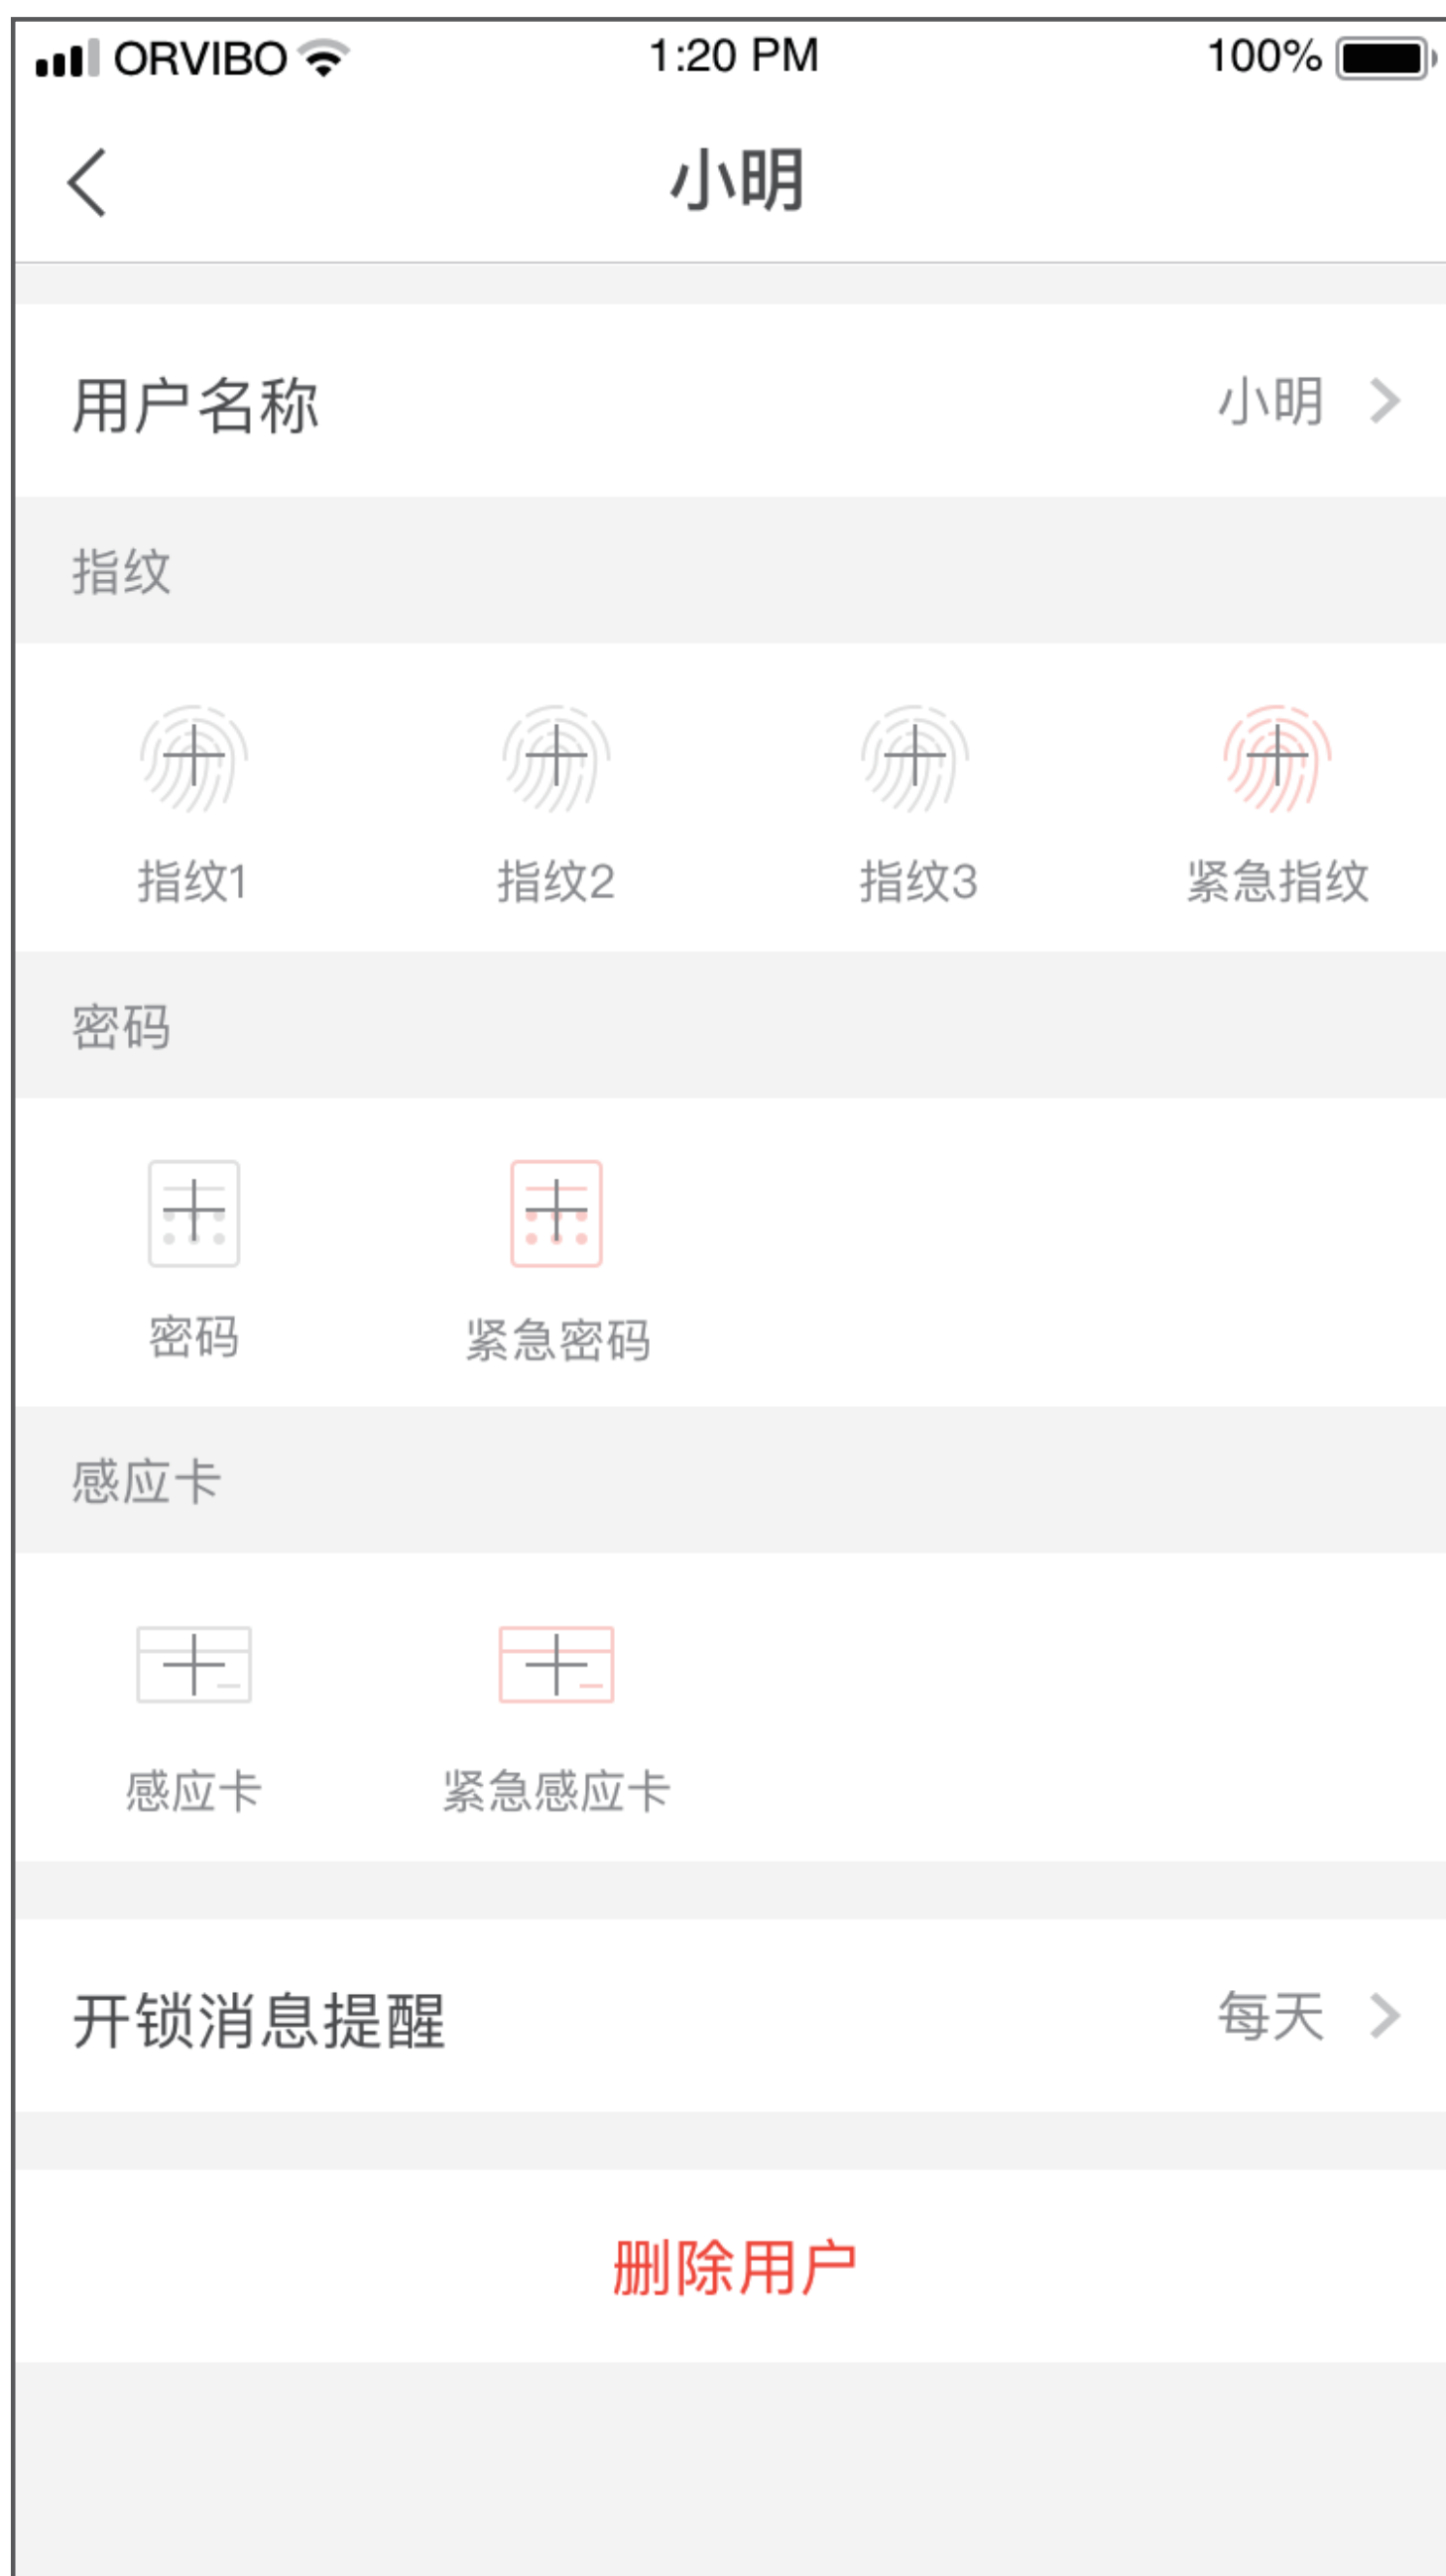 ORVIBO 1:20 PM 100%
小明
用户名称 小明
指纹
指纹1 指纹2 指纹3 紧急指纹
密码
密码 紧急密码
感应卡
感应卡 紧急感应卡
开锁消息提醒 每天
删除用户